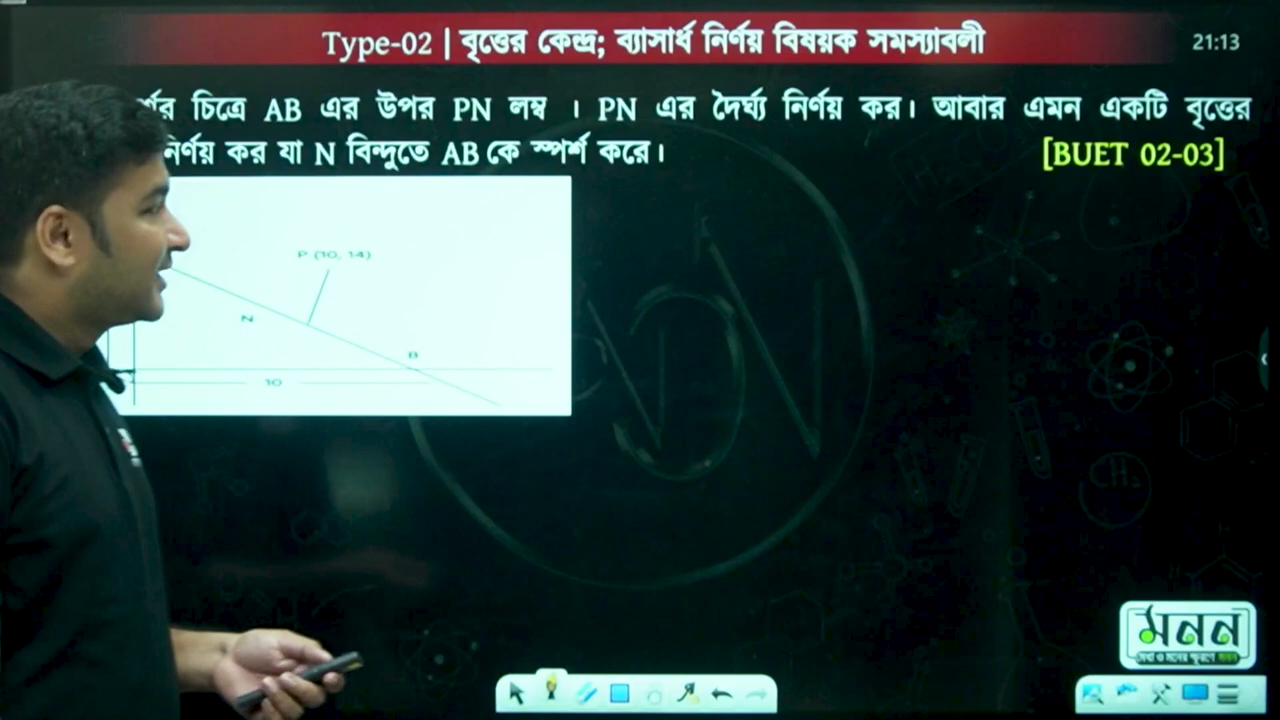 Type-02 | বৃত্তের কেন্দ্র; ব্যাসার্ধ নির্ণয় বিষয়ক সমস্যাবলী
21:13
চিত্রে AB এর উপর PN লম্ব । PN এর দৈর্ঘ্য নির্ণয় কর। আবার এমন একটি বৃত্তের
নির্ণয় কর যা N বিন্দুতে AB কে স্পর্শ করে।
[BUET 02-03]
P (10, 14)
N
B
10
CH₃
মনন